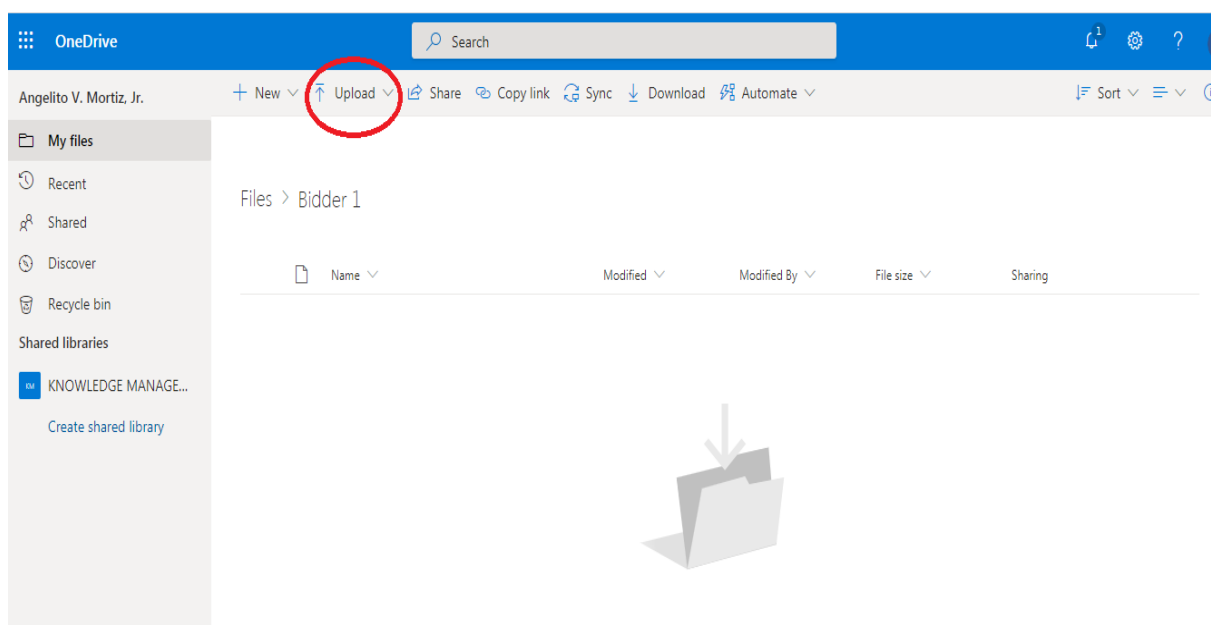 OneDrive
Search
1
?
Angelito V. Mortiz, Jr.
New
Upload
Share
Copy link
Sync
Download
Automate
Sort
My files
Recent
Shared
Discover
Recycle bin
Shared libraries
KM KNOWLEDGE MANAGE...
Create shared library
Files > Bidder 1
Name
Modified
Modified By
File size
Sharing